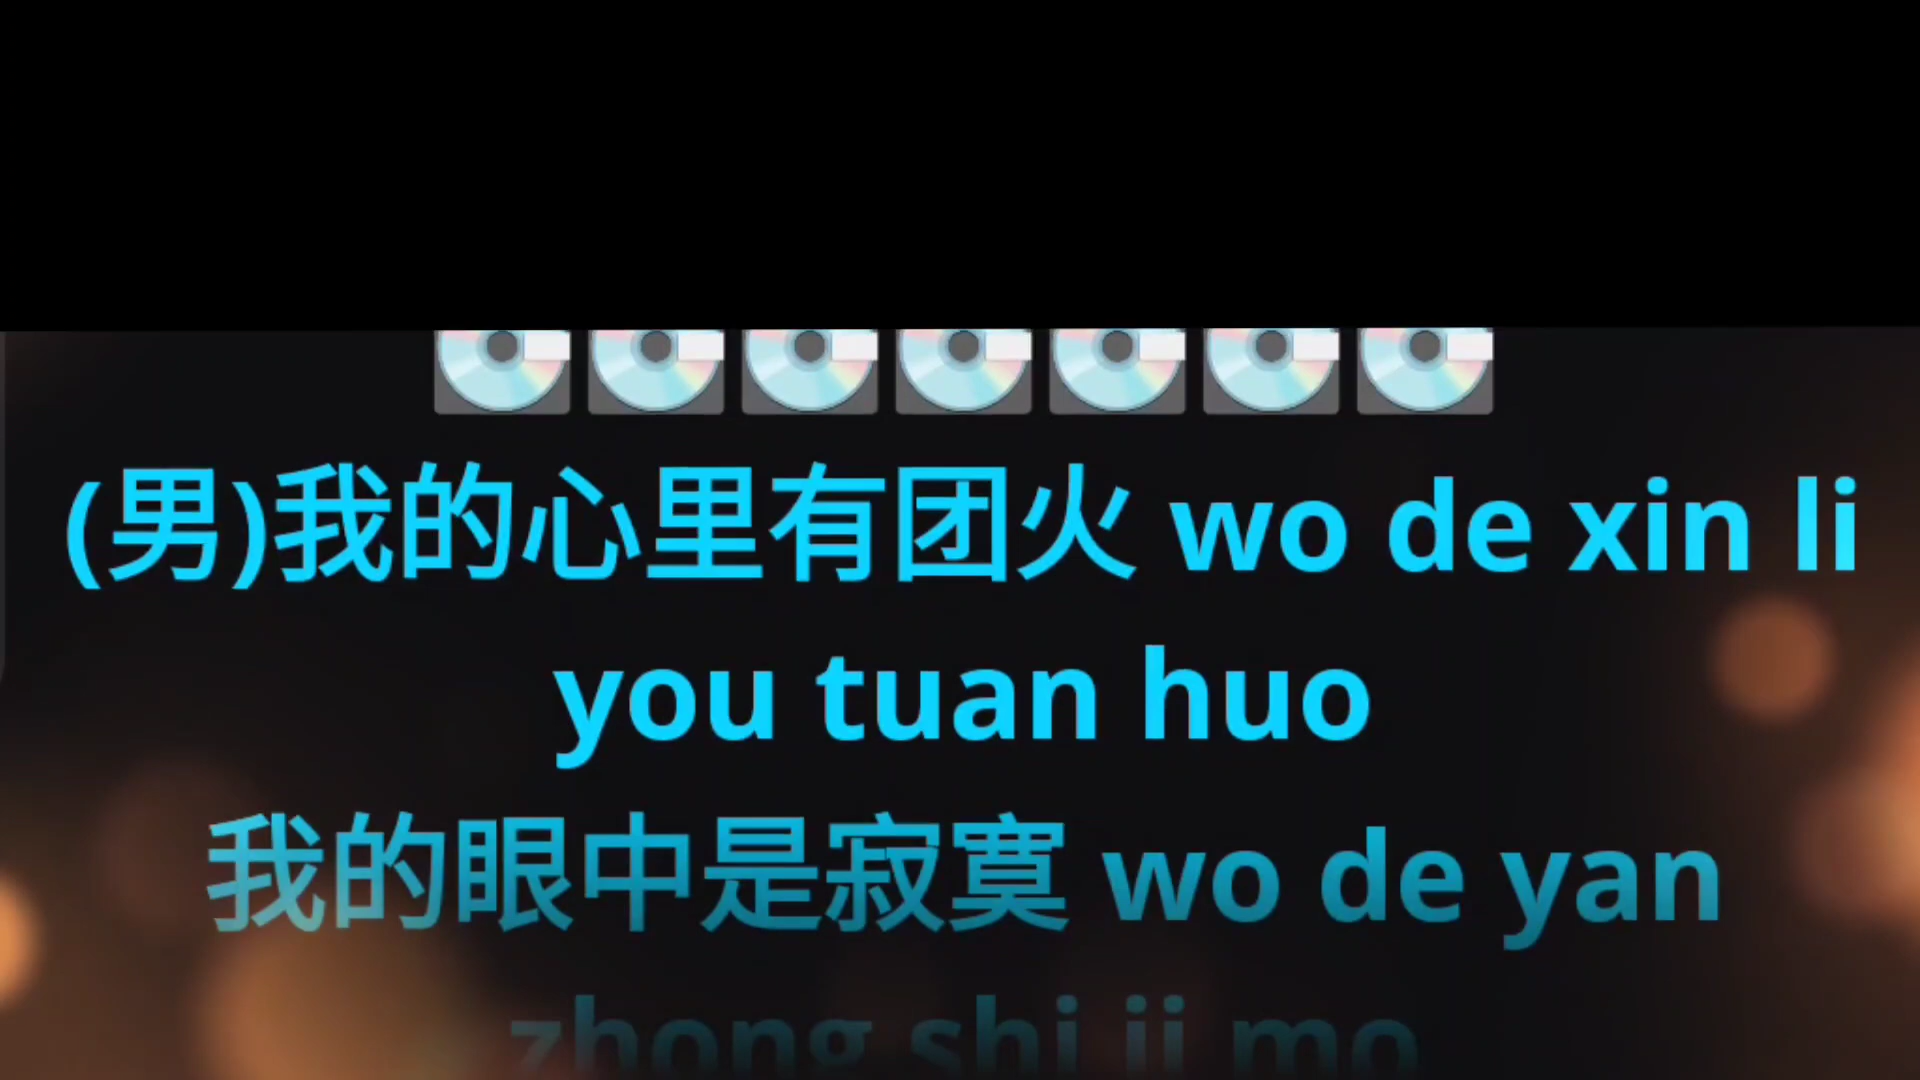 (男)我的心里有团火 wo de xin li
you tuan huo
我的眼中是寂寞 wo de yan
zhong shi ji mo